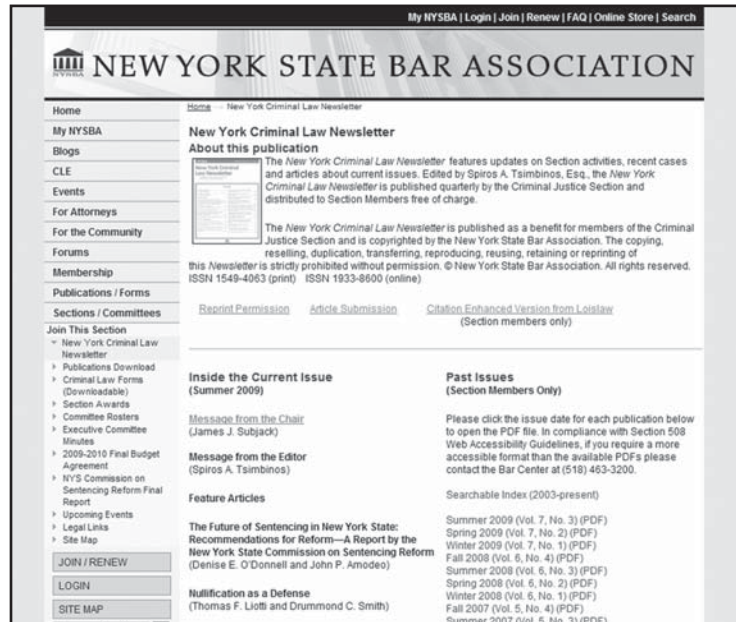 My NYSBA | Login | Join | Renew | FAQ | Online Store | Search
NYSBA
NEW YORK STATE BAR ASSOCIATION
Home
My NYSBA
Blogs
CLE
Events
For Attorneys
For the Community
Forums
Membership
Publications / Forms
Sections / Committees
Join This Section
New York Criminal Law
Newsletter
Publications Download
Criminal Law Forms
(Downloadable)
Section Awards
Committee Rosters
Executive Committee
Minutes
2009-2010 Final Budget
Agreement
NYS Commission on
Sentencing Reform Final
Report
Upcoming Events
Legal Links
Site Map
JOIN / RENEW
LOGIN
SITE MAP
Home → New York Criminal Law Newsletter
New York Criminal Law Newsletter
About this publication
The New York Criminal Law Newsletter features updates on Section activities, recent cases
and articles about current issues. Edited by Spiros A. Tsimbinos, Esq., the New York
Criminal Law Newsletter is published quarterly by the Criminal Justice Section and
distributed to Section Members free of charge.
The New York Criminal Law Newsletter is published as a benefit for members of the Criminal
Justice Section and is copyrighted by the New York State Bar Association. The copying,
reselling, duplication, transferring, reproducing, reusing, retaining or reprinting of
this Newsletter is strictly prohibited without permission. © New York State Bar Association. All rights reserved.
ISSN 1549-4063 (print) ISSN 1933-8600 (online)
Reprint Permission Article Submission Citation Enhanced Version from Loislaw
(Section members only)
Inside the Current Issue
(Summer 2009)
Message from the Chair
(James J. Subjack)
Message from the Editor
(Spiros A. Tsimbinos)
Feature Articles
The Future of Sentencing in New York State:
Recommendations for Reform—A Report by the
New York State Commission on Sentencing Reform
(Denise E. O'Donnell and John P. Amodeo)
Nullification as a Defense
(Thomas F. Liotti and Drummond C. Smith)
Past Issues
(Section Members Only)
Please click the issue date for each publication below
to open the PDF file. In compliance with Section 508
Web Accessibility Guidelines, if you require a more
accessible format than the available PDFs please
contact the Bar Center at (518) 463-3200.
Searchable Index (2003-present)
Summer 2009 (Vol. 7, No. 3) (PDF)
Spring 2009 (Vol. 7, No. 2) (PDF)
Winter 2009 (Vol. 7, No. 1) (PDF)
Fall 2008 (Vol. 6, No. 4) (PDF)
Summer 2008 (Vol. 6, No. 3) (PDF)
Spring 2008 (Vol. 6, No. 2) (PDF)
Winter 2008 (Vol. 6, No. 1) (PDF)
Fall 2007 (Vol. 5, No. 4) (PDF)
Summer 2007 (Vol. 5, No. 3) (PDF)